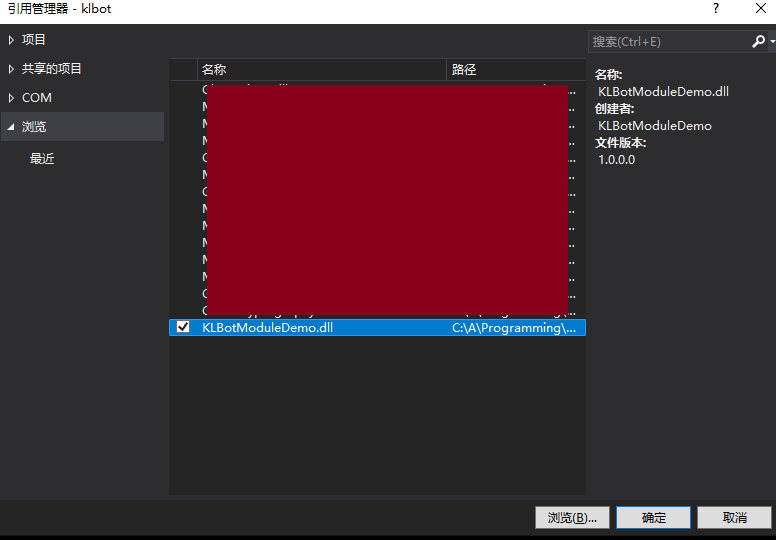 引用管理器 - klbot
?
项目
搜索(Ctrl+E)
共享的项目
名称
路径
名称:
KLBotModuleDemo.dll
COM
创建者:
KLBotModuleDemo
浏览
文件版本:
1.0.0.0
最近
KLBotModuleDemo.dll
C:\A\Programming\...
浏览(B)...
确定
取消